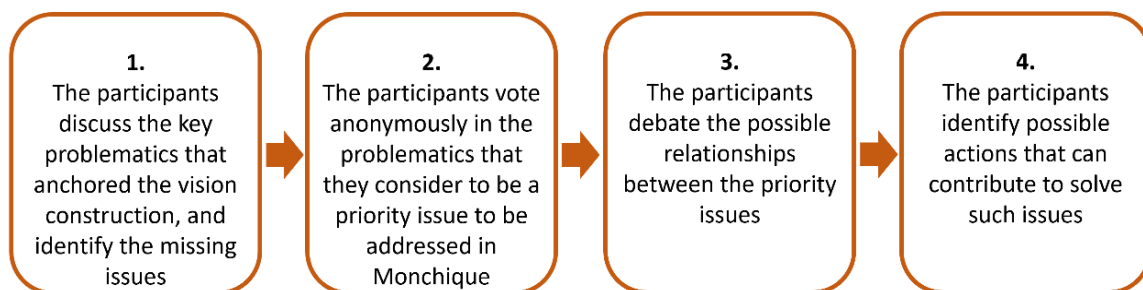 1.
The participants
discuss the key
problematics that
anchored the vision
construction, and
identify the missing
issues
2.
The participants vote
anonymously in the
problematics that
they consider to be a
priority issue to be
addressed in
Monchique
3.
The participants
debate the possible
relationships
between the priority
issues
4.
The participants
identify possible
actions that can
contribute to solve
such issues